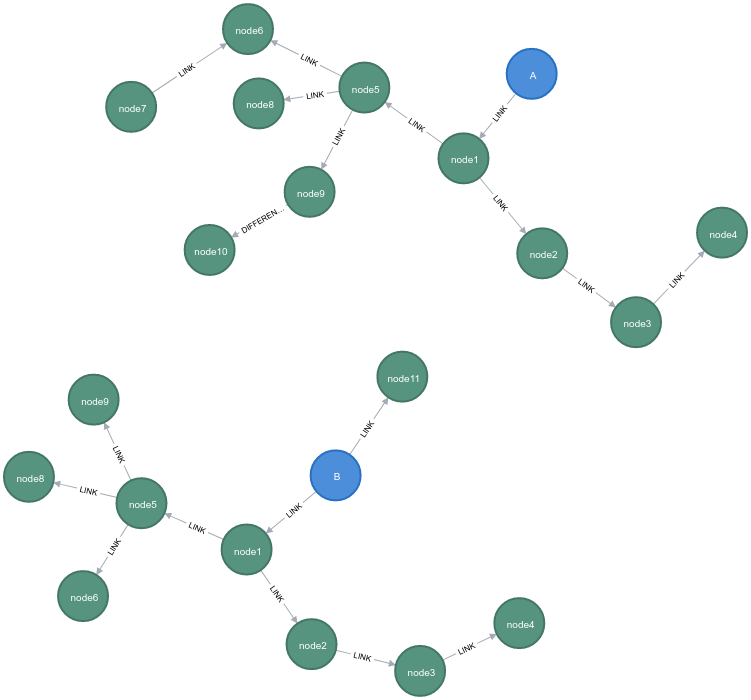 node6
LINK
LINK
A
node7
node8
LINK
node5
LINK
LINK
LINK
node1
node9
LINK
DIFFEREN...
node10
node2
node4
LINK
LINK
node3
node11
node9
LINK
LINK
B
node8
LINK
node5
LINK
LINK
node1
LINK
node6
LINK
node2
node4
LINK
LINK
node3